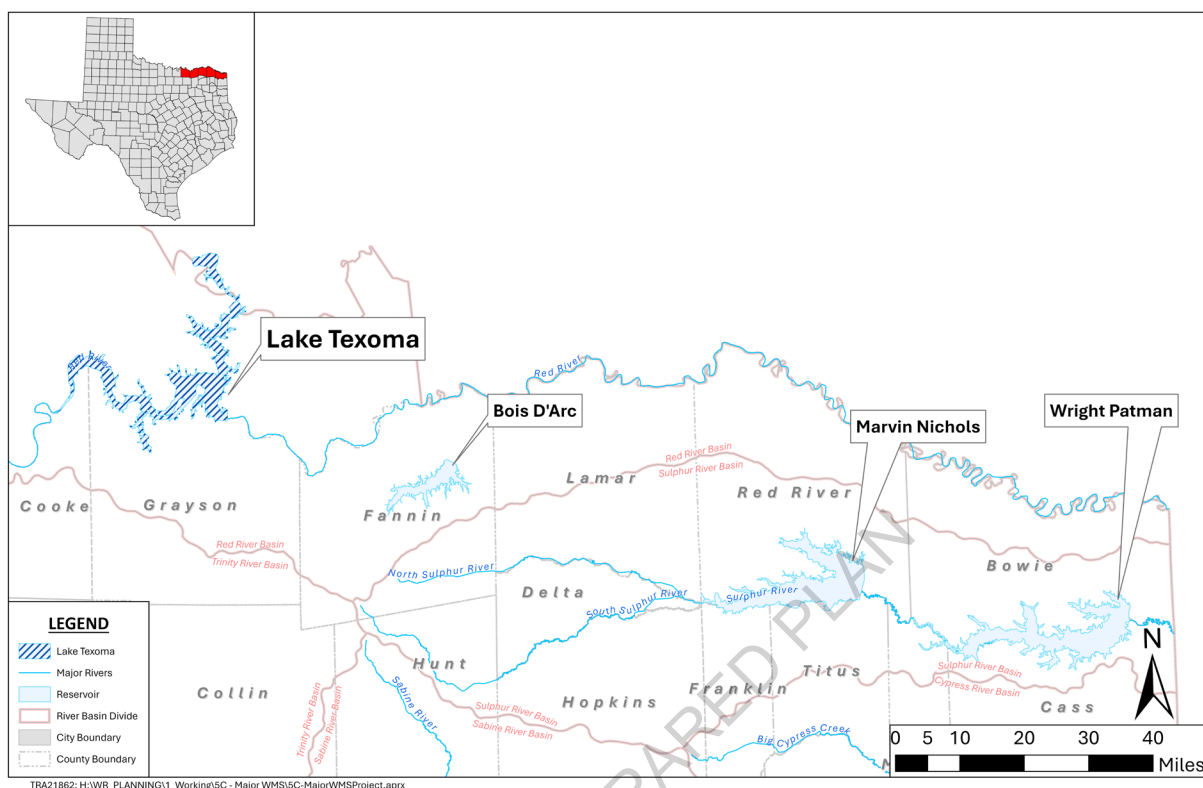 Lake Texoma
Red River
Red River
Bois D'Arc
Marvin Nichols
Wright Patman
Red River Basin
Sulphur River Basin
Lamar
Red River
Cooke
Grayson
Fannin
Red River Basin
Trinity River Basin
North Sulphur River
Delta
South Sulphur River
Sulphur River
Bowie
LEGEND
Lake Texoma
Major Rivers
Reservoir
River Basin Divide
City Boundary
County Boundary
Collin
Hunt
Hopkins
Franklin
Titus
Cass
Sulphur River Basin
Cypress River Basin
Trinity River Basin
Sabine River Basin
Sabine River
Sulphur River Basin
Sabine River Basin
Big Cypress Creek
PARED PLAN
N
0 5 10 20 30 40
Miles
TRA21862: H:\WR_PLANNING\1_Working\5C - Major WMS\5C-MajorWMSProject.aprx